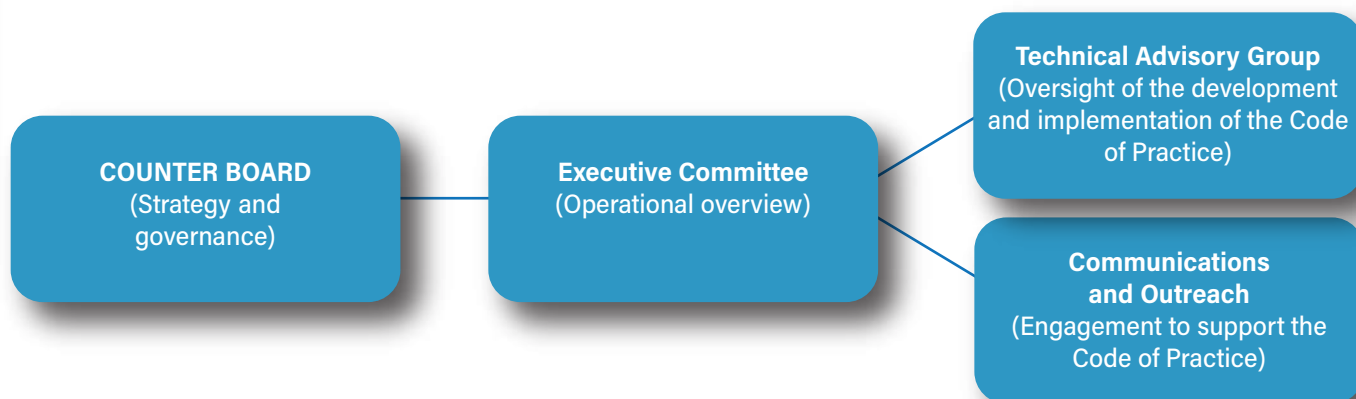 COUNTER BOARD
(Strategy and
governance)
Executive Committee
(Operational overview)
Technical Advisory Group
(Oversight of the development
and implementation of the Code
of Practice)
Communications
and Outreach
(Engagement to support the
Code of Practice)